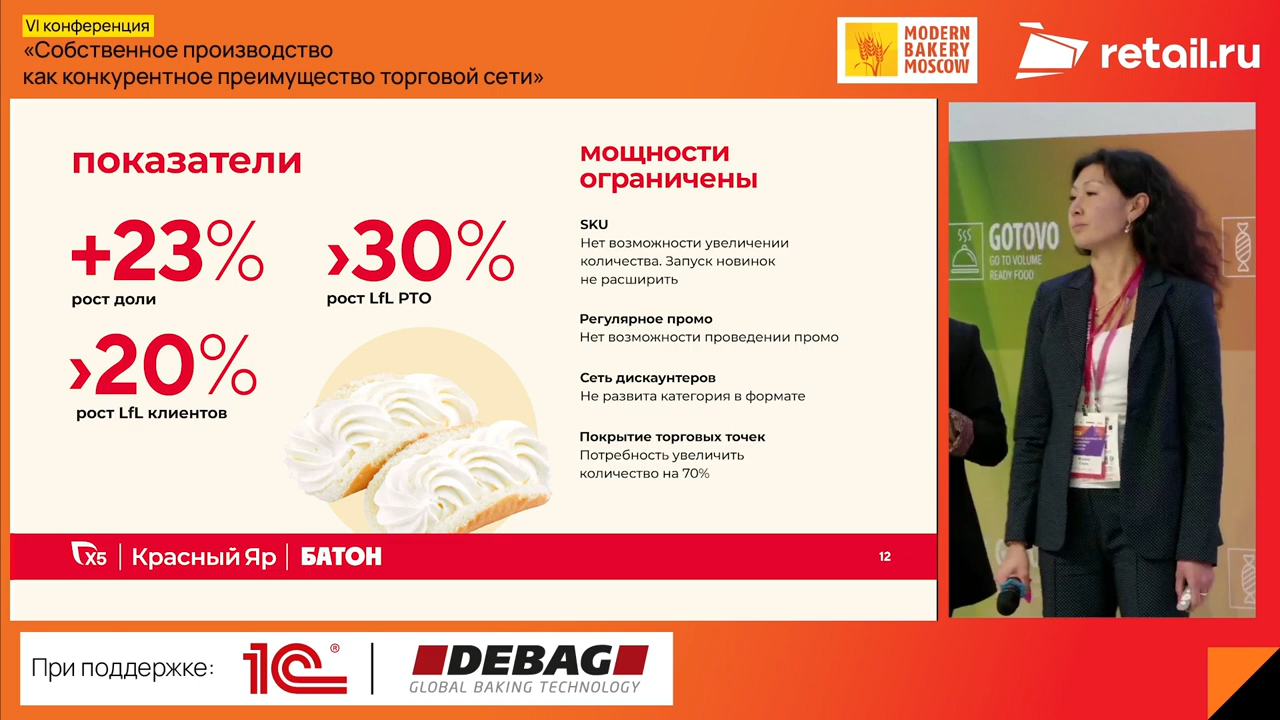 VI конференция
«Собственное производство
как конкурентное преимущество торговой сети»
MODERN
BAKERY
MOSCOW
retail.ru
показатели
+23%
рост доли
›30%
рост LfL РТО
›20%
рост LfL клиентов
мощности
ограничены
SKU
Нет возможности увеличении
количества. Запуск новинок
не расширить
Регулярное промо
Нет возможности проведении промо
Сеть дискаунтеров
Не развита категория в формате
Покрытие торговых точек
Потребность увеличить
количество на 70%
X5 Красный Яр БАТОН
12
GOTOVO
GO TO VOLUME
READY FOOD
При поддержке:
1C®
DEBAG
GLOBAL BAKING TECHNOLOGY